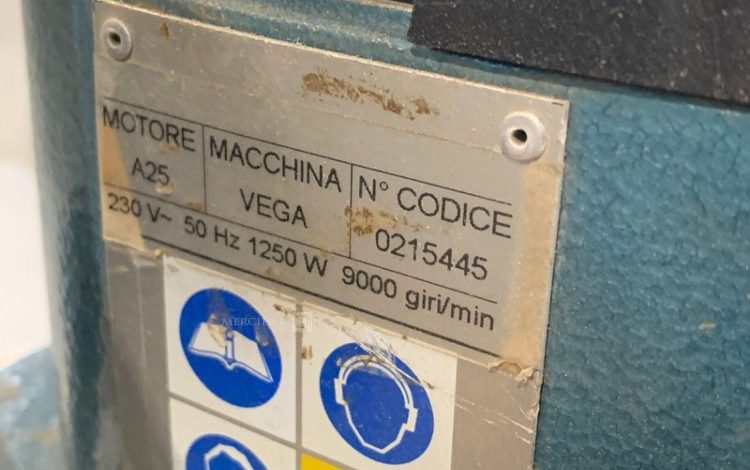 MOTORE MACCHINA N° CODICE
A25 VEGA 0215445
230 V~ 50 Hz 1250 W 9000 giri/min